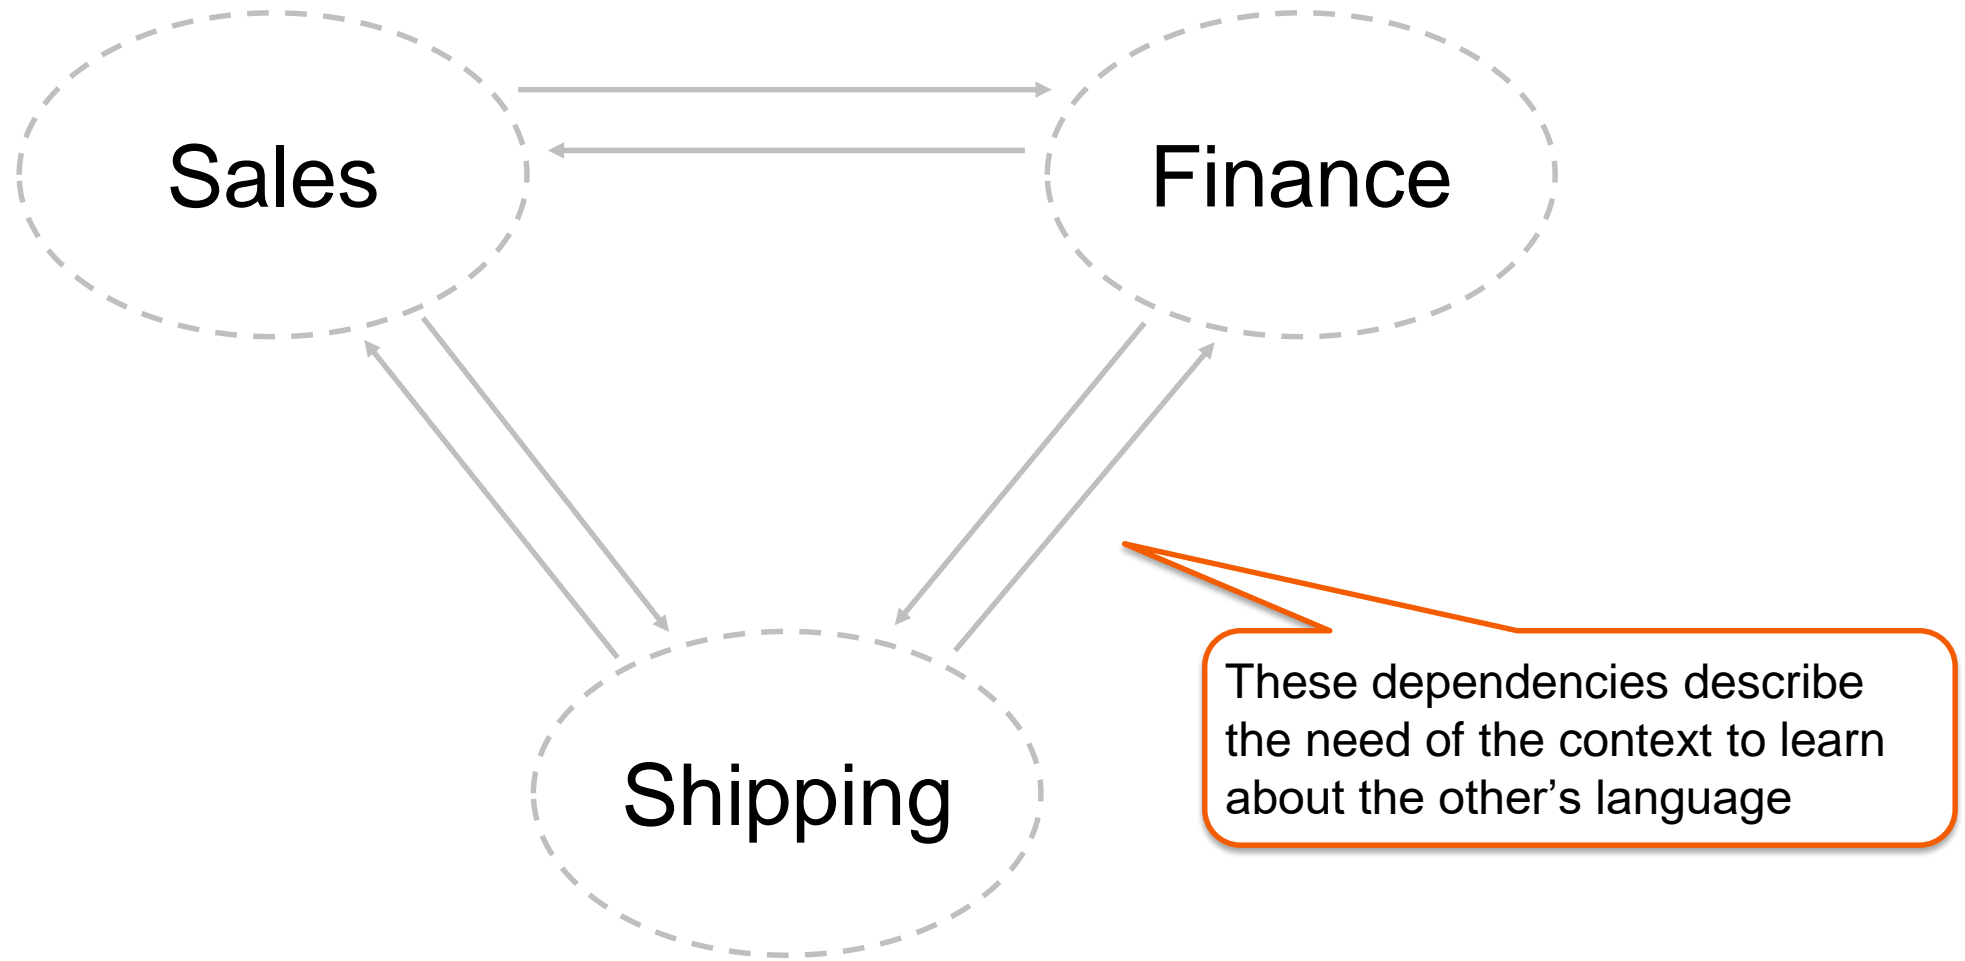 Sales
Finance
Shipping
These dependencies describe
the need of the context to learn
about the other’s language